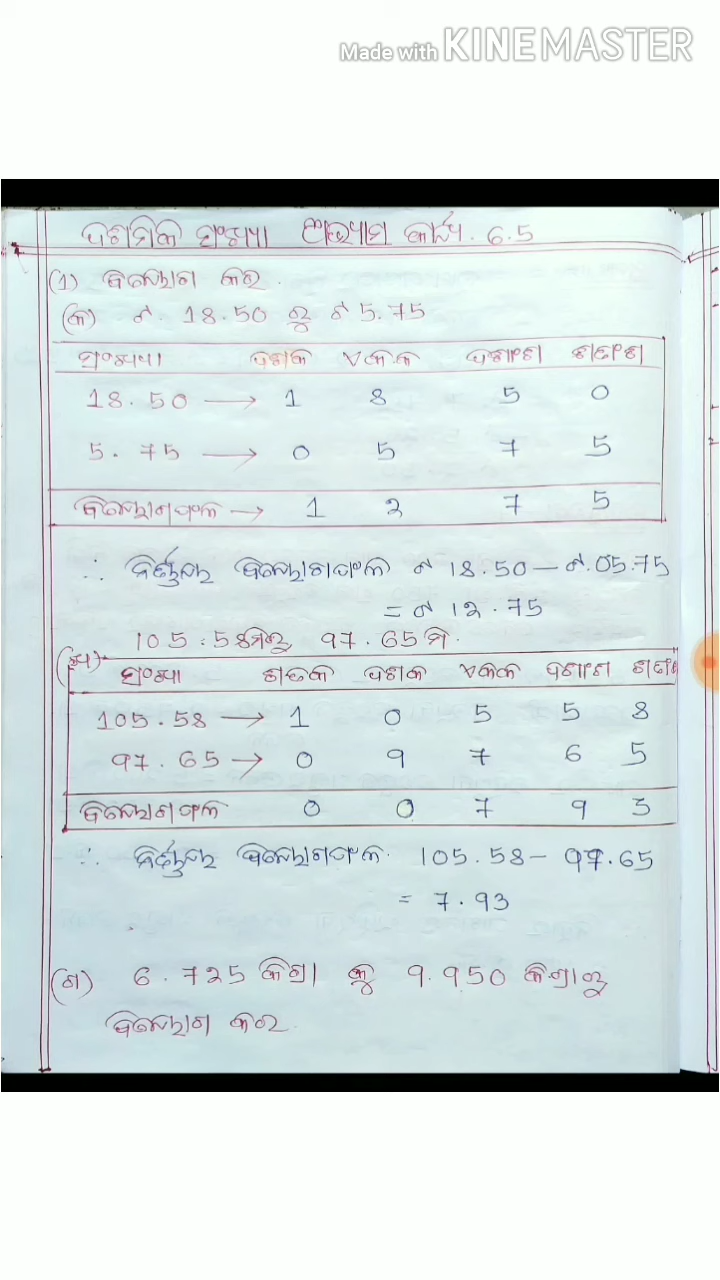 Made with KINEMASTER
ଦଶମିକ ସଂଖ୍ୟା ଅଭ୍ୟାସ କାର୍ଯ୍ୟ. 6.5
(1) ବିୟୋଗ କର.
(କ) ଟ. 18.50 ରୁ ଟ 5.75
ସଂଖ୍ୟା ଦଶକ ଏକକ ଦଶାଂଶ ଶତାଂଶ
18.50 → 1 8 5 0
5.75 → 0 5 7 5
ବିୟୋଗଫଳ → 1 2 7 5
∴ ନିର୍ଣ୍ଣେୟ ବିୟୋଗଫଳ ଟ 18.50 – ଟ.05.75
= ଟ 12.75
(ଖ) 105.58ମିରୁ 97.65 ମି.
ସଂଖ୍ୟା ଶତକ ଦଶକ ଏକକ ଦଶାଂଶ
105.58 → 1 0 5 5 8
97.65 → 0 9 7 6 5
ବିୟୋଗଫଳ 0 0 7 9 3
∴ ନିର୍ଣ୍ଣେୟ ବିୟୋଗଫଳ. 105.58 – 97.65
= 7.93
(ଗ) 6.725 କିଗ୍ରା କୁ 9.950 କିଗ୍ରାରୁ
ବିୟୋଗ କର.